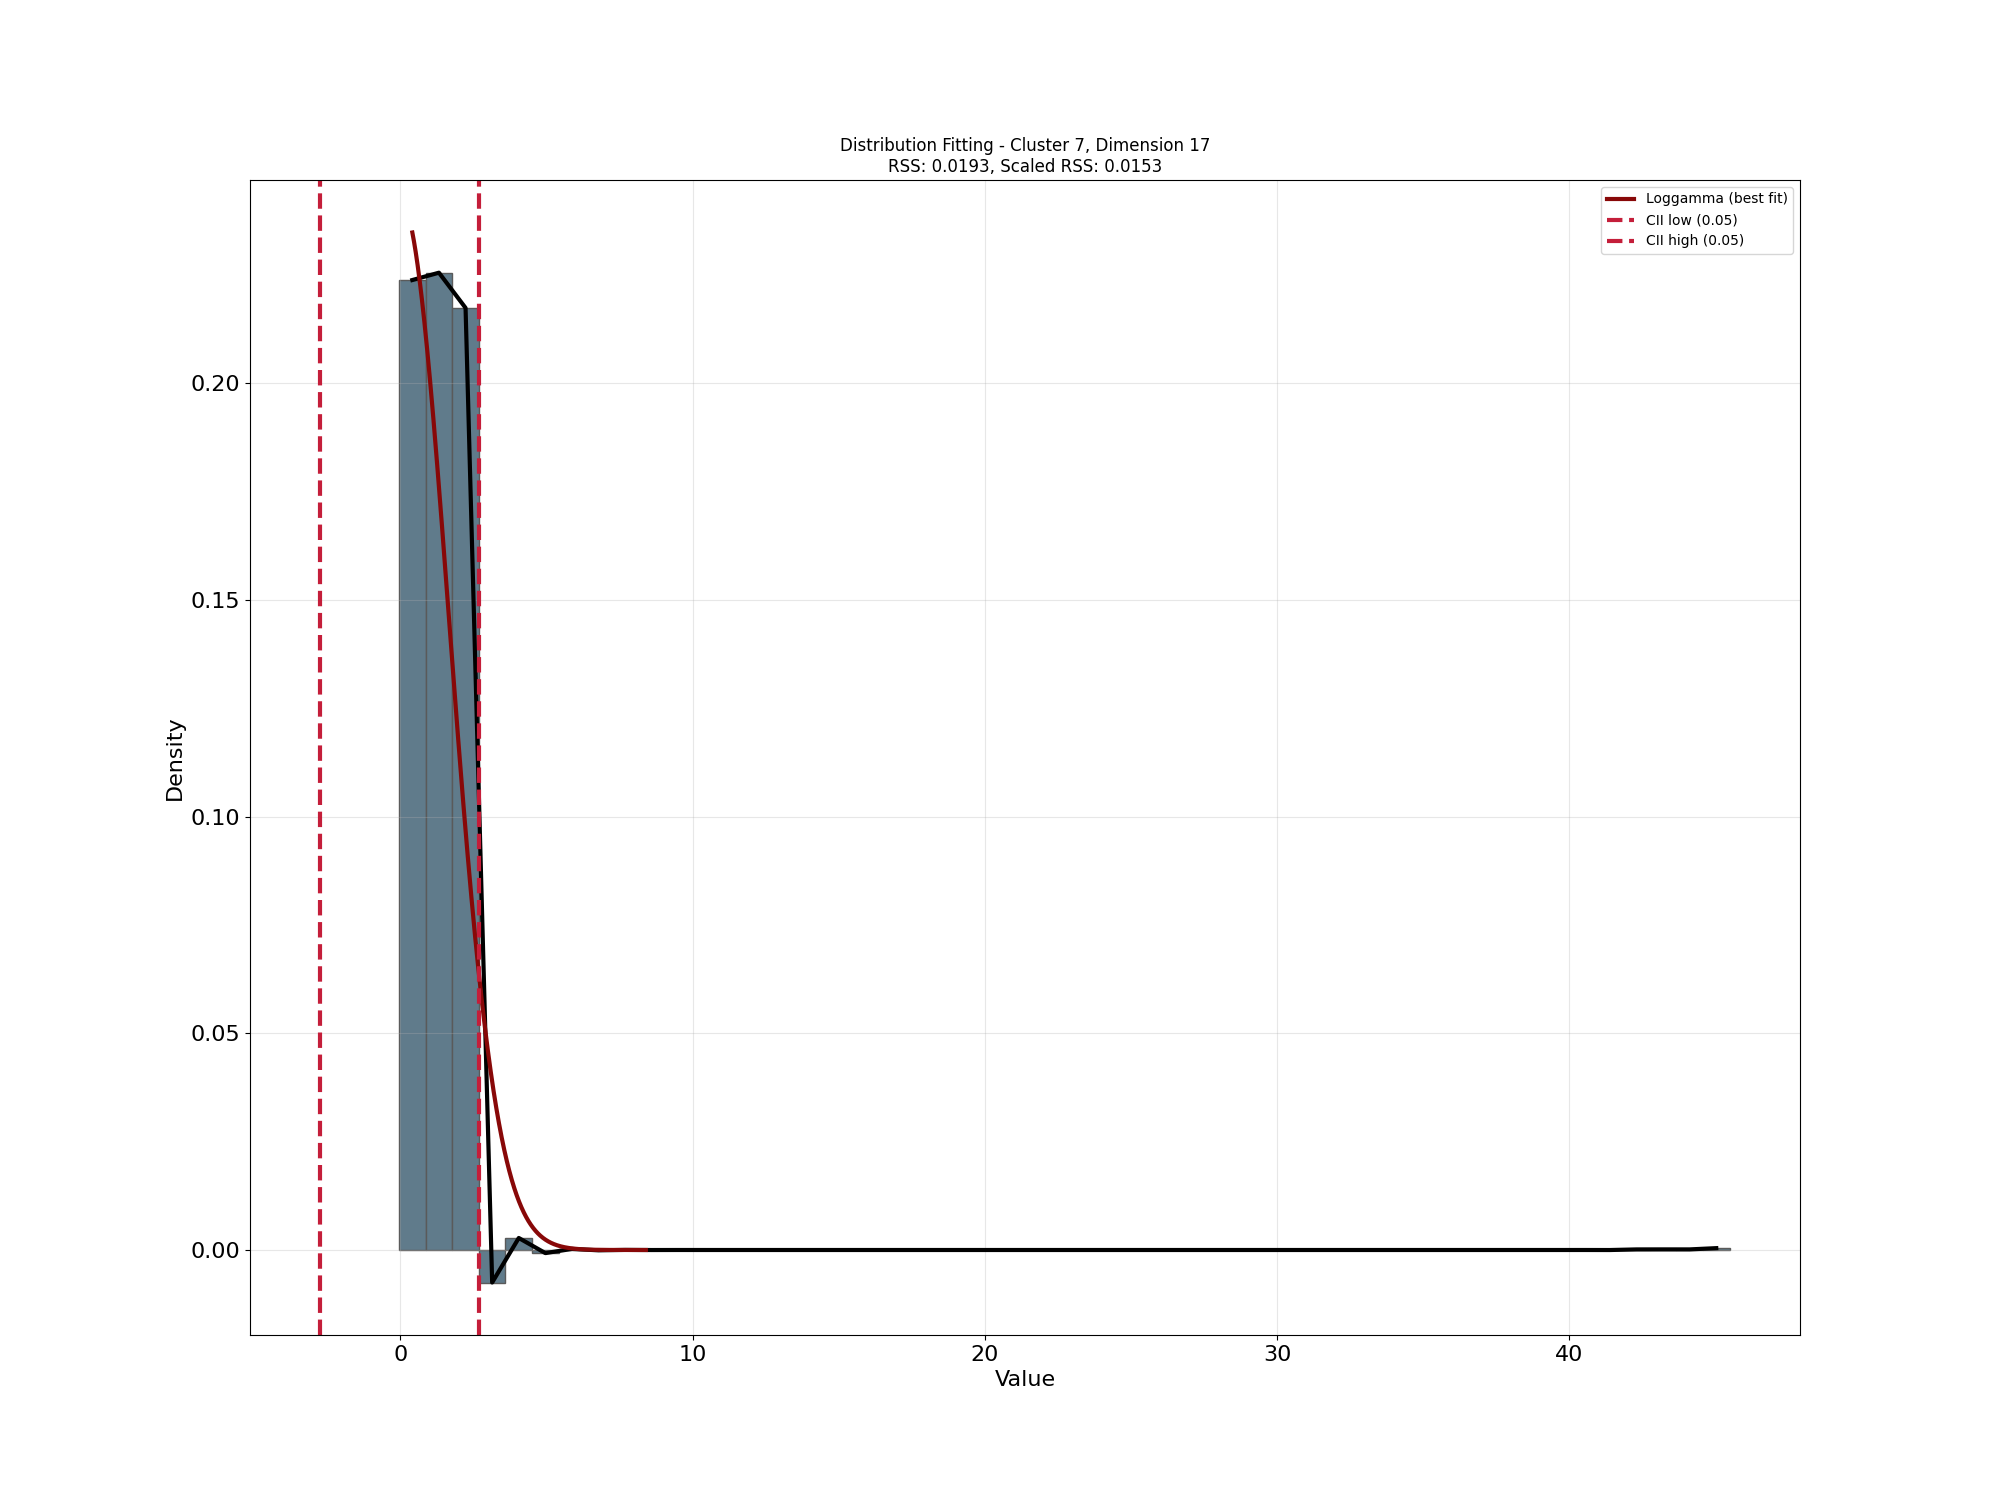 Distribution Fitting - Cluster 7, Dimension 17
RSS: 0.0193, Scaled RSS: 0.0153
Loggamma (best fit)
CII low (0.05)
CII high (0.05)
Density
0.20
0.15
0.10
0.05
0.00
0 10 20 30 40
Value